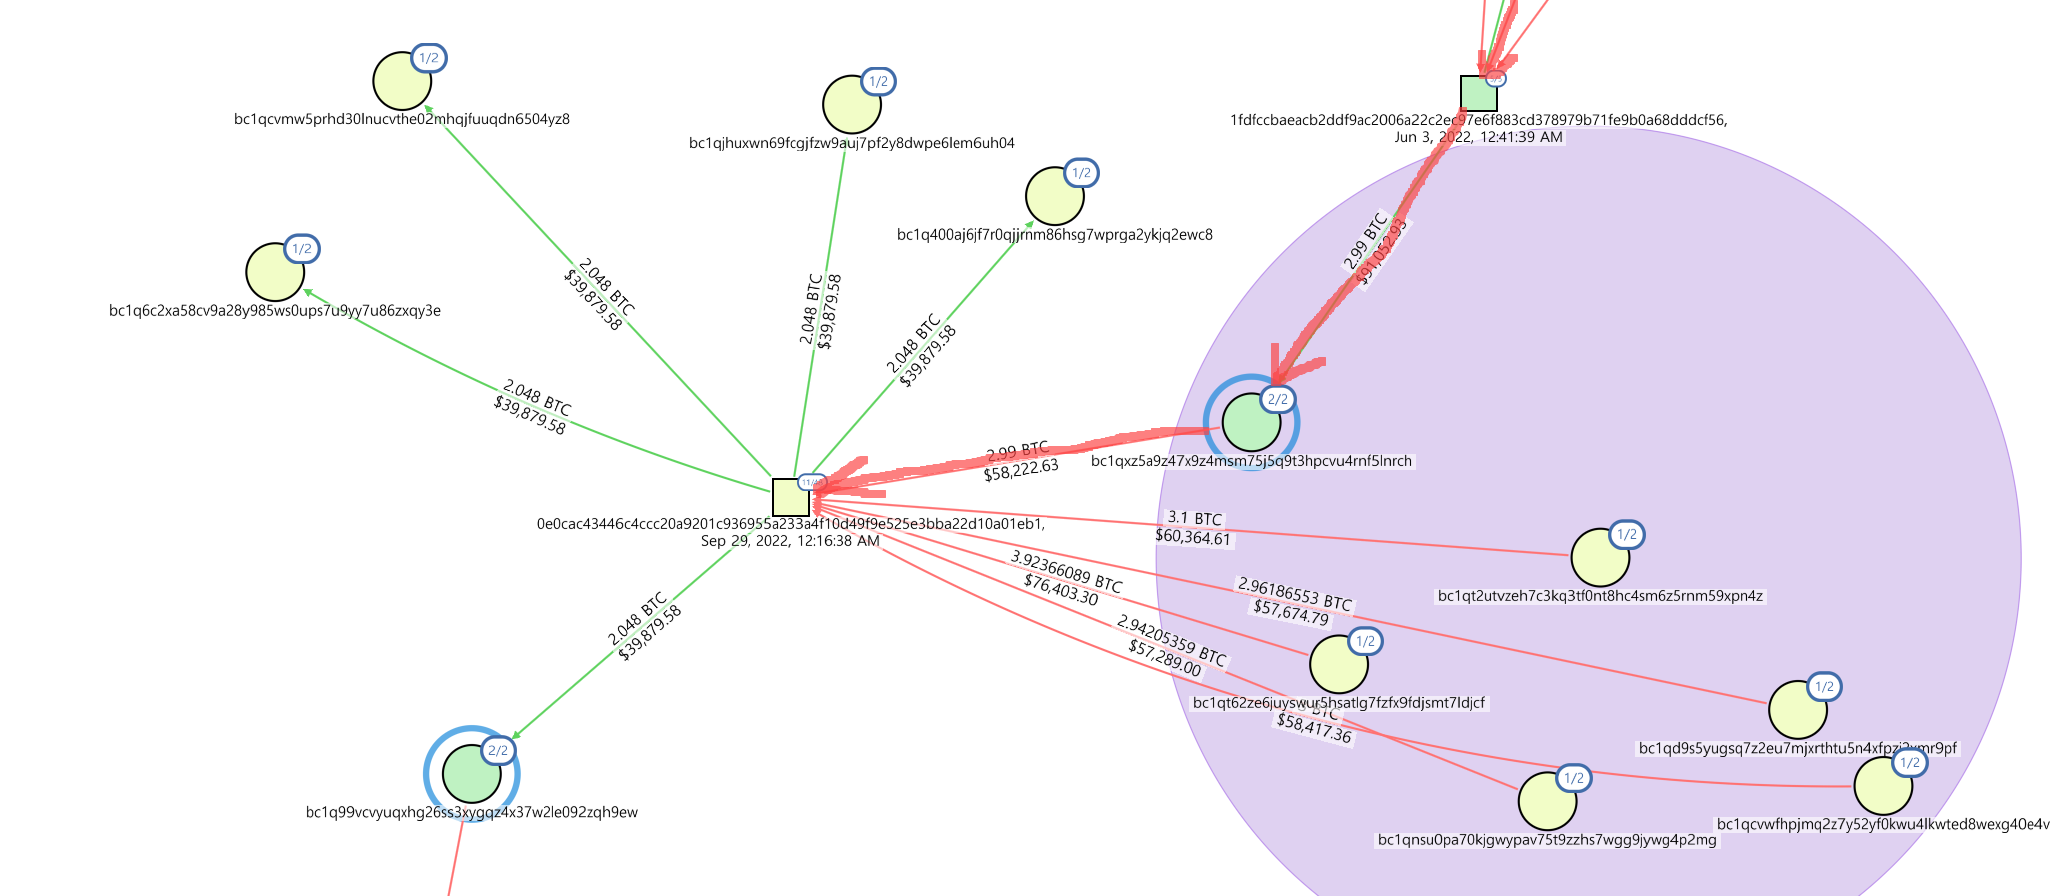 1/2
bc1qcvmw5prhd30lnucvthe02mhqjfuuqdn6504yz8
1/2
bc1qjhuxwn69fcgjfzw9auj7pf2y8dwpe6lem6uh04
1/2
bc1q400aj6jf7r0qjjrnm86hsg7wprga2ykjq2ewc8
1/2
bc1q6c2xa58cv9a28y985ws0ups7u9yy7u86zxqy3e
1fdfccbaeacb2ddf9ac2006a22c2ec97e6f883cd378979b71fe9b0a68dddcf56,
Jun 3, 2022, 12:41:39 AM
2.99 BTC
$91,052.93
2.048 BTC
$39,879.58
2.048 BTC
$39,879.58
2.048 BTC
$39,879.58
2.048 BTC
$39,879.58
2/2
bc1qxz5a9z47x9z4msm75j5q9t3hpcvu4rnf5lnrch
2.99 BTC
$58,222.63
0e0cac43446c4ccc20a9201c936955a233a4f10d49f9e525e3bba22d10a01eb1,
Sep 29, 2022, 12:16:38 AM
3.1 BTC
$60,364.61
1/2
bc1qt2utvzeh7c3kq3tf0nt8hc4sm6z5rnm59xpn4z
3.92366089 BTC
$76,403.30
2.96186553 BTC
$57,674.79
2.94205359 BTC
$57,289.00
2.048 BTC
$39,879.58
1/2
bc1qt62ze6juyswur5hsatlg7fzfx9fdjsmt7ldjcf
BTC
$58,417.36
1/2
1/2
2/2
bc1q99vcvyuqxhg26ss3xygqz4x37w2le092zqh9ew
1/2
bc1qnsu0pa70kjgwypav75t9zzhs7wgg9jywg4p2mg
1/2
bc1qcvwfhpjmq2z7y52yf0kwu4lkwted8wexg40e4v